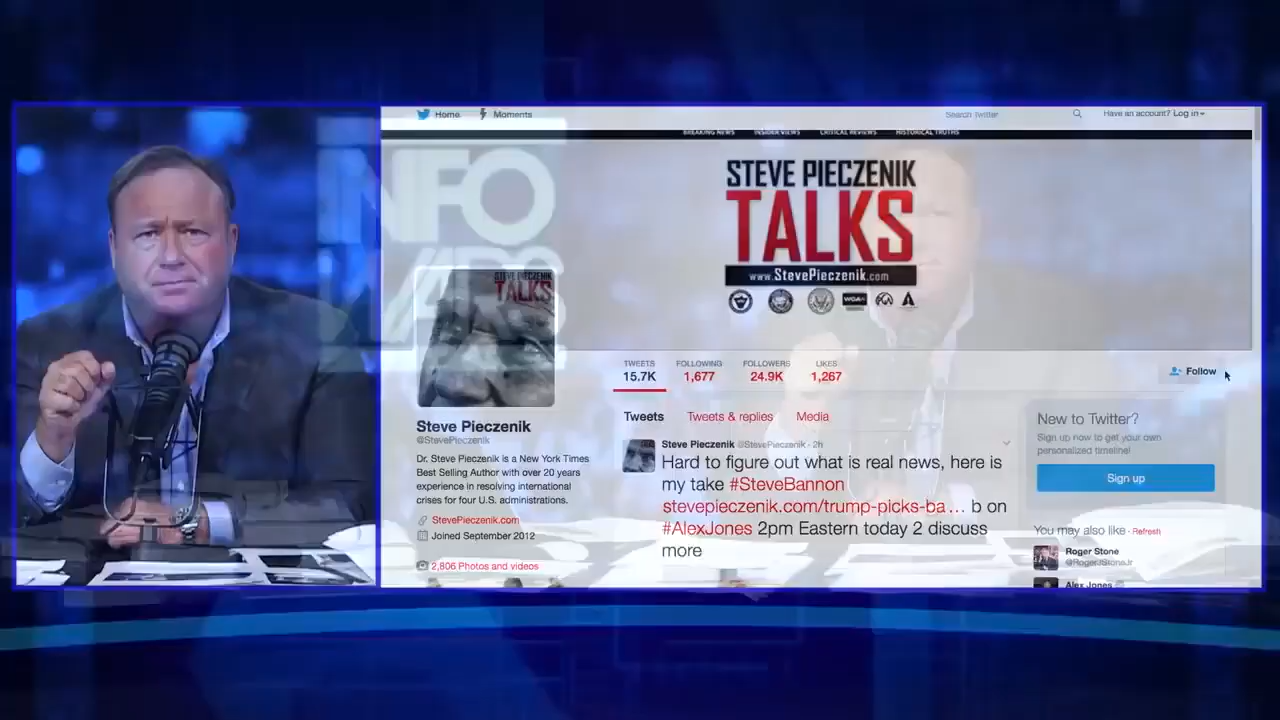 Home Moments Search Twitter Have an account? Log in
BREAKING NEWS INSIDER VIEWS CRITICAL REVIEWS HISTORICAL TRUTHS
INFO
WARS
STEVE PIECZENIK
TALKS
www.StevePieczenik.com
WGA
STEVE PIECZENIK
TALKS
TWEETS FOLLOWING FOLLOWERS LIKES
15.7K 1,677 24.9K 1,267
Follow
Steve Pieczenik
@StevePieczenik
Dr. Steve Pieczenik is a New York Times
Best Selling Author with over 20 years
experience in resolving international
crises for four U.S. administrations.
StevePieczenik.com
Joined September 2012
2,806 Photos and videos
Tweets Tweets & replies Media
Steve Pieczenik @StevePieczenik · 2h
Hard to figure out what is real news, here is
my take #SteveBannon
stevepieczenik.com/trump-picks-ba… b on
#AlexJones 2pm Eastern today 2 discuss
more
New to Twitter?
Sign up now to get your own
personalized timeline!
Sign up
You may also like · Refresh
Roger Stone
@RogerJStoneJr
Alex Jones